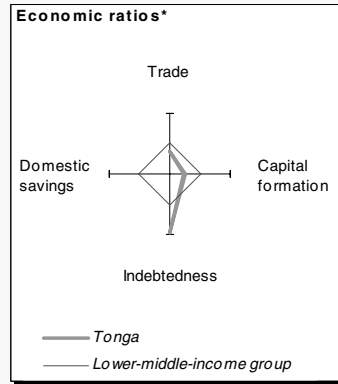 Economic ratios*
Trade
Domestic
savings
Capital
formation
Indebtedness
Tonga
Lower-middle-income group